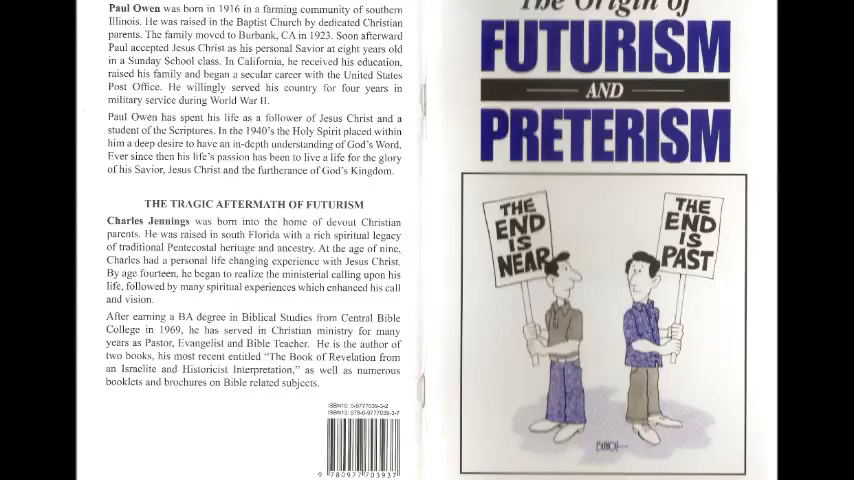 Paul Owen was born in 1916 in a farming community of southern
Illinois. He was raised in the Baptist Church by dedicated Christian
parents. The family moved to Burbank, CA in 1923. Soon afterward
Paul accepted Jesus Christ as his personal Savior at eight years old
in a Sunday School class. In California, he received his education,
raised his family and began a secular career with the United States
Post Office. He willingly served his country for four years in
military service during World War II.
Paul Owen has spent his life as a follower of Jesus Christ and a
student of the Scriptures. In the 1940's the Holy Spirit placed within
him a deep desire to have an in-depth understanding of God's Word.
Ever since then his life's passion has been to live a life for the glory
of his Savior, Jesus Christ and the furtherance of God's Kingdom.
THE TRAGIC AFTERMATH OF FUTURISM
Charles Jennings was born into the home of devout Christian
parents. He was raised in south Florida with a rich spiritual legacy
of traditional Pentecostal heritage and ancestry. At the age of nine,
Charles had a personal life changing experience with Jesus Christ.
By age fourteen, he began to realize the ministerial calling upon his
life, followed by many spiritual experiences which enhanced his call
and vision.
After earning a BA degree in Biblical Studies from Central Bible
College in 1969, he has served in Christian ministry for many
years as Pastor, Evangelist and Bible Teacher. He is the author of
two books, his most recent entitled "The Book of Revelation from
an Israelite and Historicist Interpretation," as well as numerous
booklets and brochures on Bible related subjects.
ISBN10: 0-9777039-3-2
ISBN13: 978-0-9777039-3-7
9 780977 703937
The Origin of
FUTURISM
AND
PRETERISM
THE
END
IS
NEAR
THE
END
IS
PAST